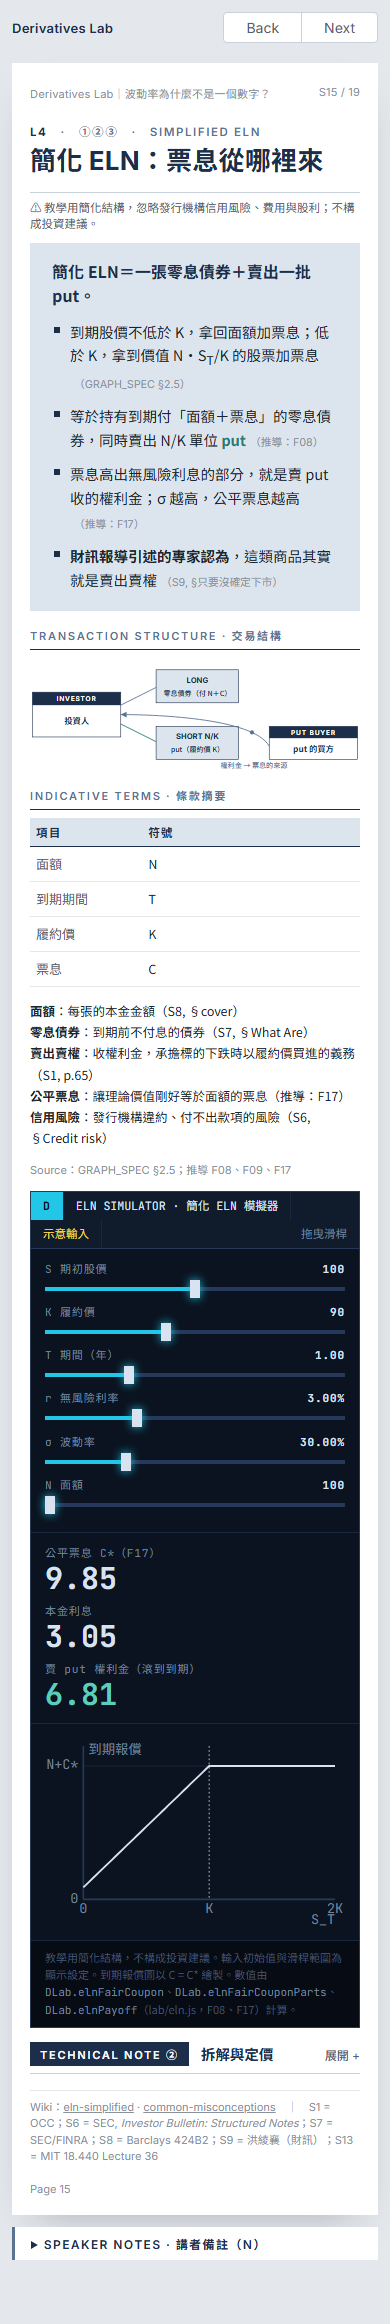 Derivatives Lab
Back
Next
Derivatives Lab｜波動率為什麼不是一個數字？
S15 / 19
L4 · ①②③ · SIMPLIFIED ELN
簡化 ELN：票息從哪裡來
⚠ 教學用簡化結構，忽略發行機構信用風險、費用與股利；不構
成投資建議。
簡化 ELN＝一張零息債券＋賣出一批
put。
到期股價不低於 K，拿回面額加票息；低
於 K，拿到價值 N・S_T/K 的股票加票息
（GRAPH_SPEC §2.5）
等於持有到期付「面額＋票息」的零息債
券，同時賣出 N/K 單位 put （推導：F08）
票息高出無風險利息的部分，就是賣 put
收的權利金；σ 越高，公平票息越高
（推導：F17）
財訊報導引述的專家認為，這類商品其實
就是賣出賣權 （S9, §只要沒確定下市）
TRANSACTION STRUCTURE · 交易結構
LONG
零息債券（付 N＋C）
INVESTOR
投資人
SHORT N/K
put（履約價 K）
PUT BUYER
put 的買方
權利金 → 票息的來源
INDICATIVE TERMS · 條款摘要
項目 符號
面額 N
到期期間 T
履約價 K
票息 C
面額：每張的本金金額（S8, §cover）
零息債券：到期前不付息的債券（S7, §What Are）
賣出賣權：收權利金，承擔標的下跌時以履約價買進的義務
（S1, p.65）
公平票息：讓理論價值剛好等於面額的票息（推導：F17）
信用風險：發行機構違約、付不出款項的風險（S6,
§Credit risk）
Source：GRAPH_SPEC §2.5；推導 F08、F09、F17
D ELN SIMULATOR · 簡化 ELN 模擬器
示意輸入 拖曳滑桿
S 期初股價 100
K 履約價 90
T 期間（年） 1.00
r 無風險利率 3.00%
σ 波動率 30.00%
N 面額 100
公平票息 C*（F17）
9.85
本金利息
3.05
賣 put 權利金（滾到到期）
6.81
到期報償
N+C*
0
0 K 2K
S_T
教學用簡化結構，不構成投資建議。輸入初始值與滑桿範圍為
顯示設定。到期報償圖以 C = C* 繪製。數值由
DLab.elnFairCoupon、DLab.elnFairCouponParts、
DLab.elnPayoff（lab/eln.js，F08、F17）計算。
TECHNICAL NOTE ② 拆解與定價 展開 +
Wiki：eln-simplified · common-misconceptions ｜ S1 =
OCC；S6 = SEC, Investor Bulletin: Structured Notes；S7 =
SEC/FINRA；S8 = Barclays 424B2；S9 = 洪綾襄（財訊）；S13
= MIT 18.440 Lecture 36
Page 15
▶ SPEAKER NOTES · 講者備註（N）